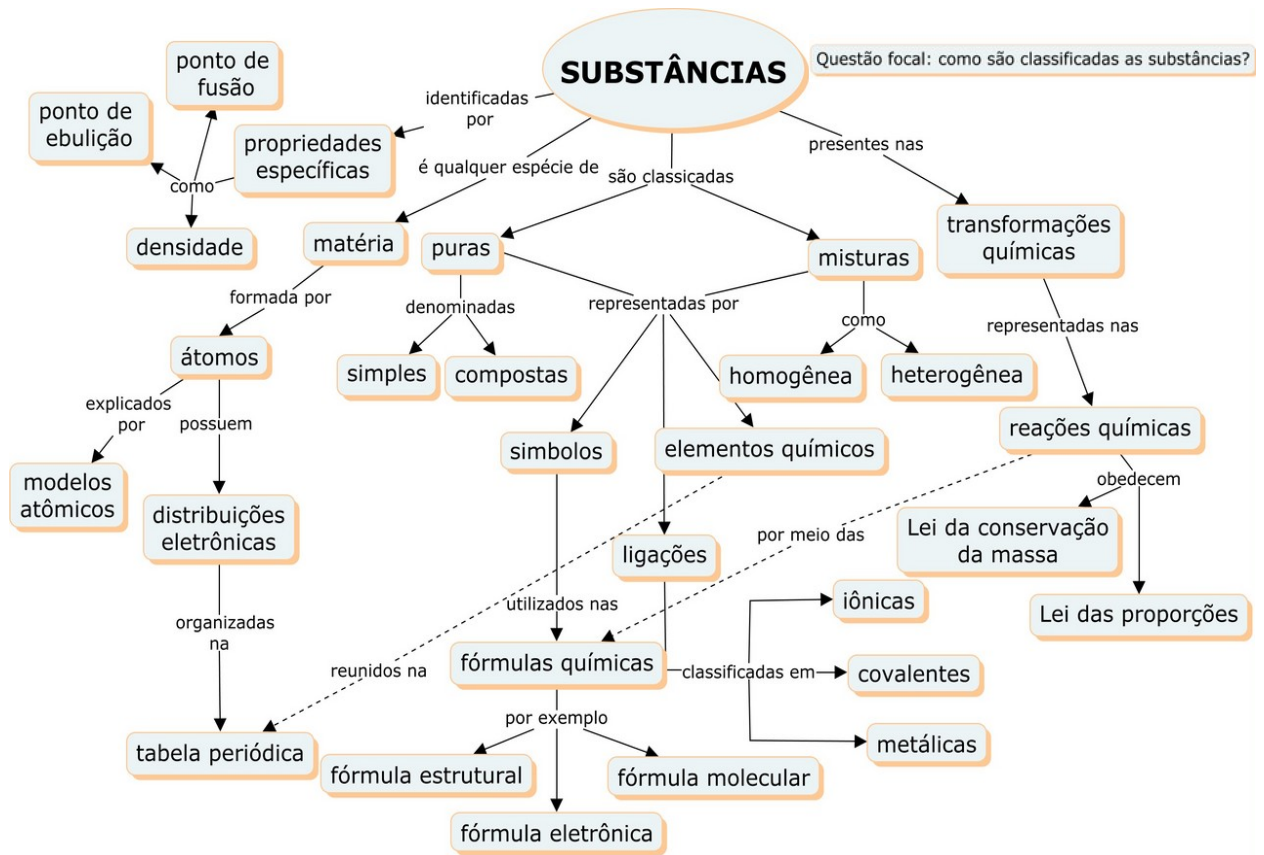 SUBSTÂNCIAS
Questão focal: como são classificadas as substâncias?
identificadas
por
ponto de
fusão
ponto de
ebulição
propriedades
específicas
como
densidade
é qualquer espécie de
matéria
formada por
átomos
explicados
por
possuem
modelos
atômicos
distribuições
eletrônicas
organizadas
na
tabela periódica
são classicadas
puras
denominadas
simples
compostas
misturas
como
homogênea
heterogênea
representadas por
simbolos
elementos químicos
ligações
utilizados nas
reunidos na
fórmulas químicas
por exemplo
fórmula estrutural
fórmula molecular
fórmula eletrônica
classificadas em
iônicas
covalentes
metálicas
presentes nas
transformações
químicas
representadas nas
reações químicas
por meio das
obedecem
Lei da conservação
da massa
Lei das proporções